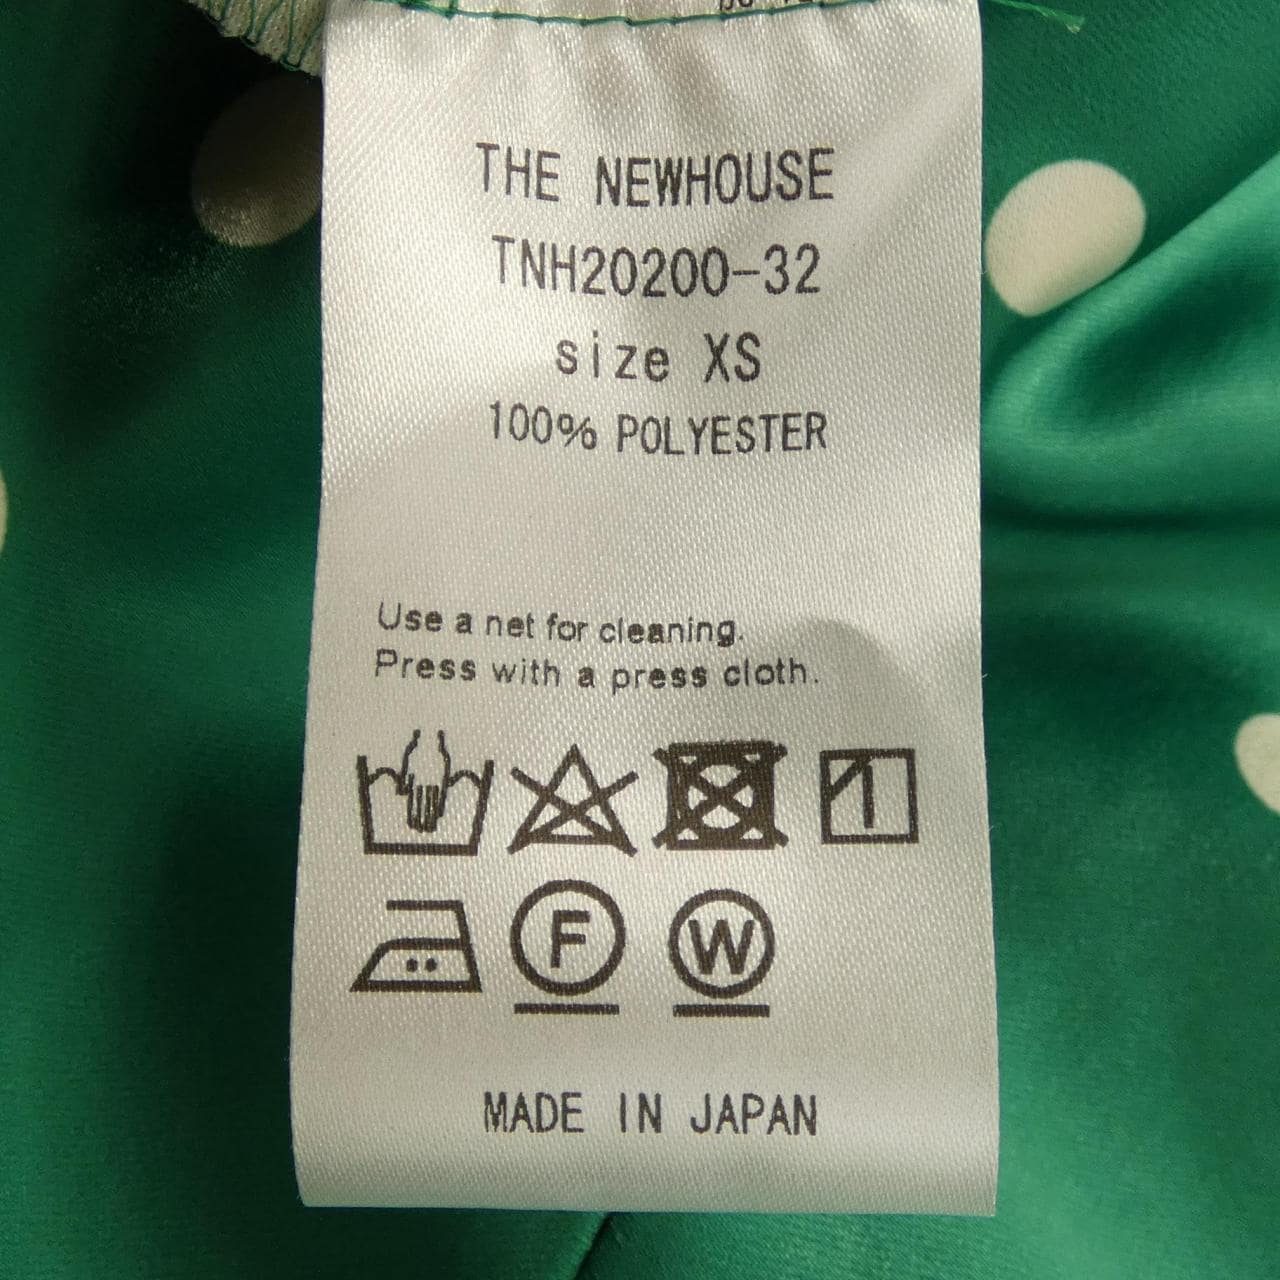 THE NEWHOUSE
TNH20200-32
size XS
100% POLYESTER
Use a net for cleaning.
Press with a press cloth.
F W
MADE IN JAPAN